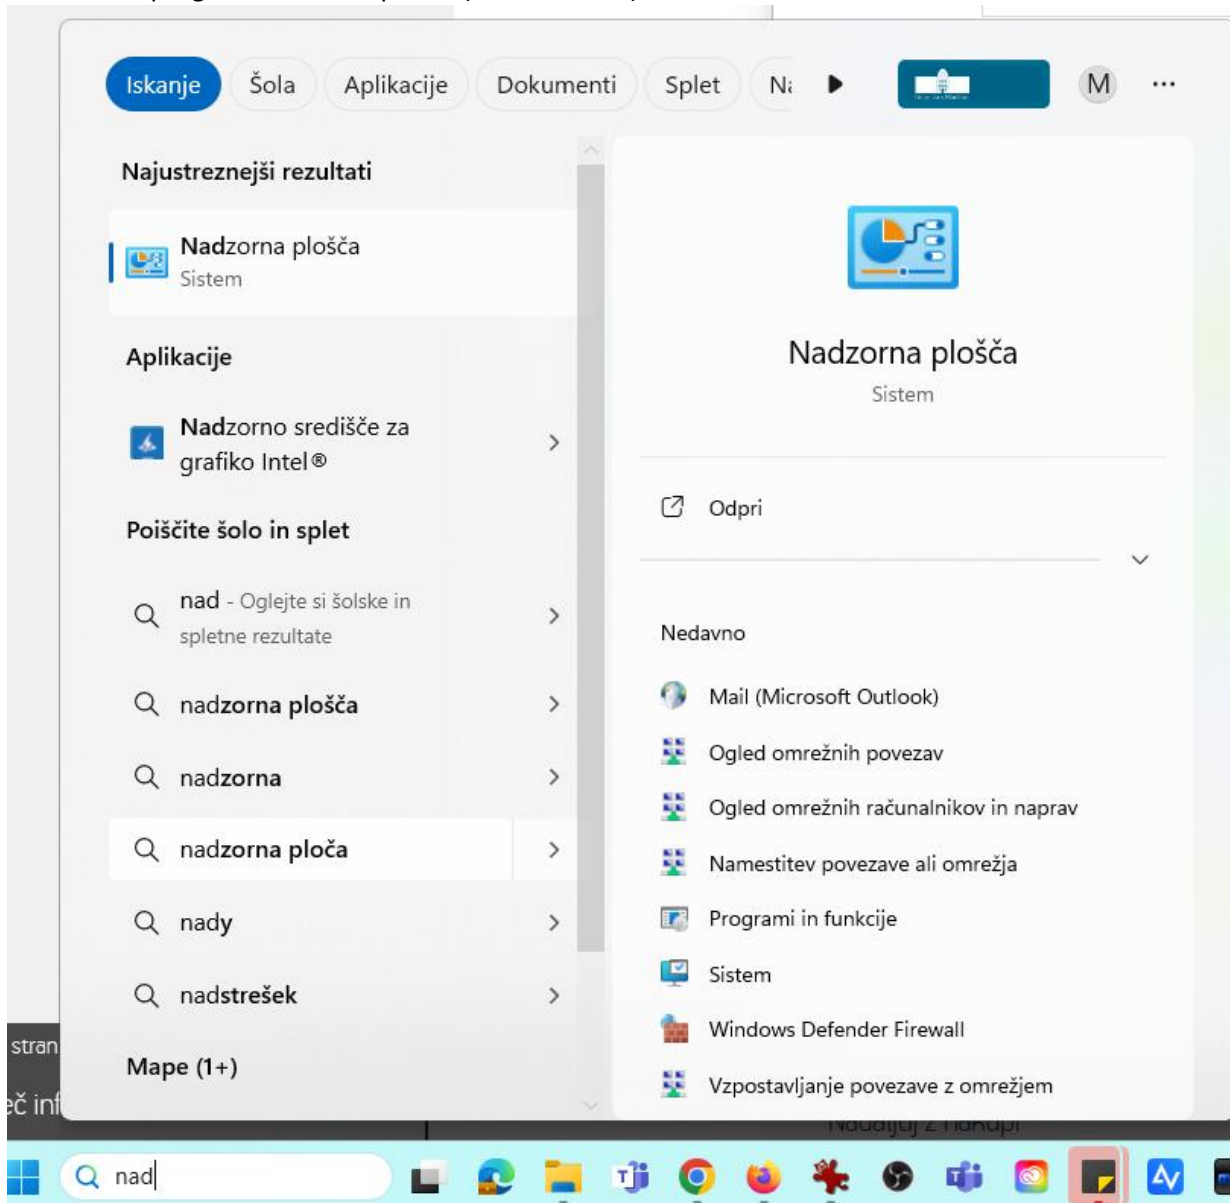 Iskanje Šola Aplikacije Dokumenti Splet M
Najustreznejši rezultati
Nadzorna plošča
Sistem
Aplikacije
Nadzorno središče za
grafiko Intel®
Poiščite šolo in splet
nad - Oglejte si šolske in
spletne rezultate
nadzorna plošča
nadzorna
nadzorna ploča
nady
nadstrešek
Mape (1+)
Nadzorna plošča
Sistem
Odpri
Nedavno
Mail (Microsoft Outlook)
Ogled omrežnih povezav
Ogled omrežnih računalnikov in naprav
Namestitev povezave ali omrežja
Programi in funkcije
Sistem
Windows Defender Firewall
Vzpostavljanje povezave z omrežjem
stran
nad